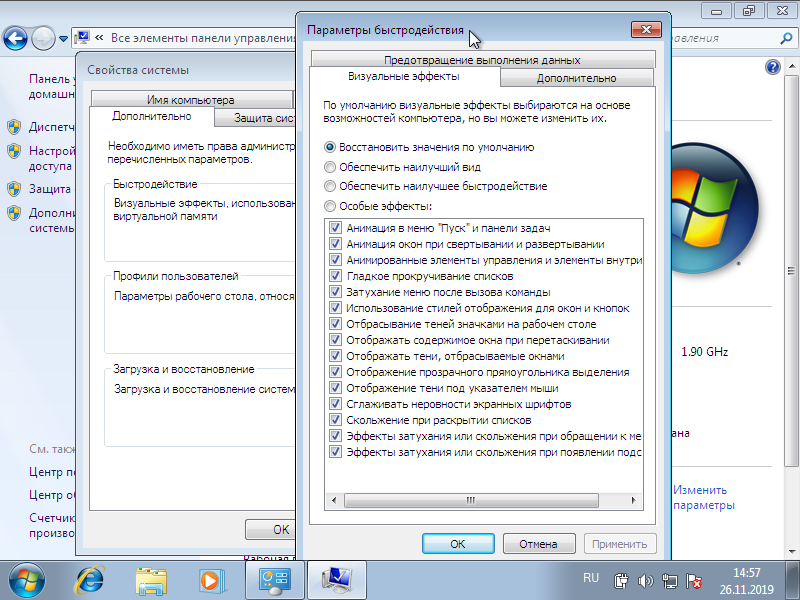 Все элементы панели управления
авления
Панель у
домашн
Диспетч
Настрой
доступа
Защита
Дополни
системы
См. такж
Центр по
Центр об
Счетчик
произво
Свойства системы
Имя компьютера
Дополнительно
Защита сист
Необходимо иметь права администр
перечисленных параметров.
Быстродействие
Визуальные эффекты, использован
виртуальной памяти
Профили пользователей
Параметры рабочего стола, относя
Загрузка и восстановление
Загрузка и восстановление систем
ОК
Параметры быстродействия
Предотвращение выполнения данных
Визуальные эффекты
Дополнительно
По умолчанию визуальные эффекты выбираются на основе
возможностей компьютера, но вы можете изменить их.
Восстановить значения по умолчанию
Обеспечить наилучший вид
Обеспечить наилучшее быстродействие
Особые эффекты:
Анимация в меню "Пуск" и панели задач
Анимация окон при свертывании и развертывании
Анимированные элементы управления и элементы внутри
Гладкое прокручивание списков
Затухание меню после вызова команды
Использование стилей отображения для окон и кнопок
Отбрасывание теней значками на рабочем столе
Отображать содержимое окна при перетаскивании
Отображать тени, отбрасываемые окнами
Отображение прозрачного прямоугольника выделения
Отображение тени под указателем мыши
Сглаживать неровности экранных шрифтов
Скольжение при раскрытии списков
Эффекты затухания или скольжения при обращении к ме
Эффекты затухания или скольжения при появлении подс
ОК
Отмена
Применить
1.90 GHz
ана
Изменить
параметры
RU
14:57
26.11.2019